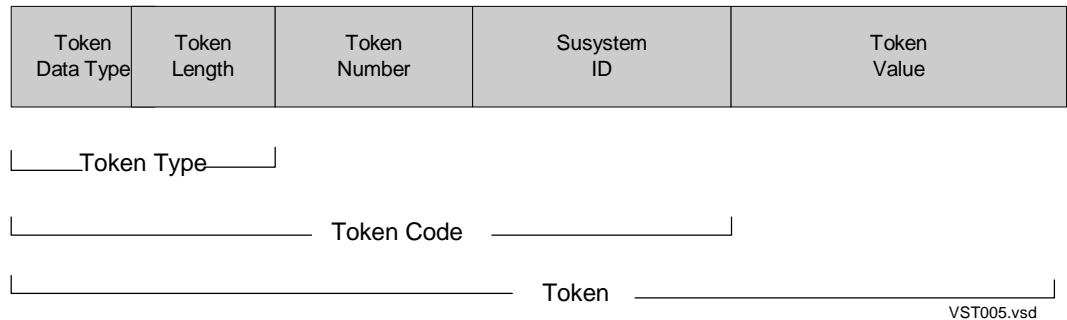 Token
Data Type
Token
Length
Token
Number
Susystem
ID
Token
Value
Token Type
Token Code
Token
VST005.vsd